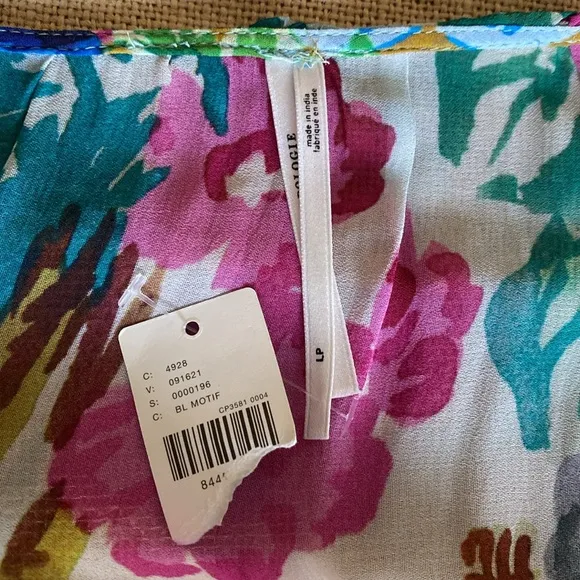 made in india
fabriqué en inde
OLOGIE
LP
C: 4928
V: 091621
S: 0000196
C: BL MOTIF
CP3581 0004
844